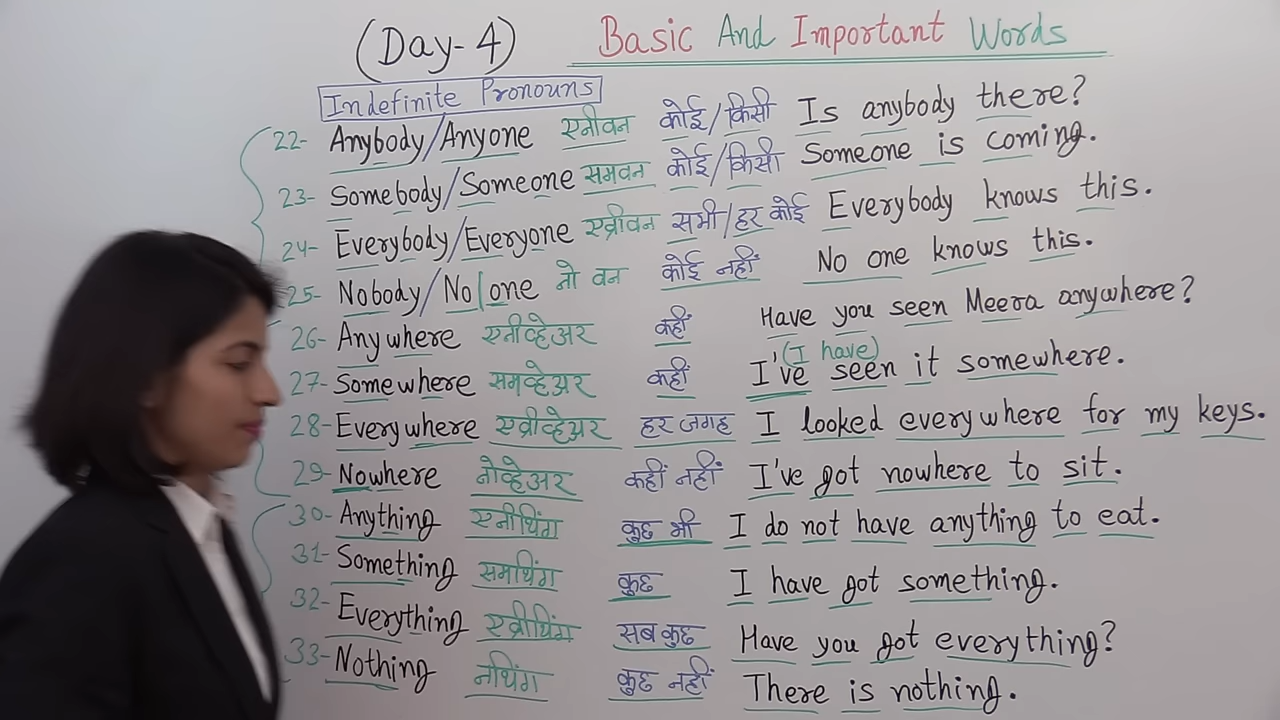 (Day-4) Basic And Important Words
Indefinite Pronouns
22- Anybody/Anyone एनीवन कोई/किसी Is anybody there?
23- Somebody/Someone समवन कोई/किसी Someone is coming.
24- Everybody/Everyone एव्रीवन सभी/हर कोई Everybody knows this.
25- Nobody/No|one नो वन कोई नहीं No one knows this.
26- Anywhere एनीव्हेअर कहीं Have you seen Meera anywhere?
(I have)
27- Somewhere समव्हेअर कहीं I've seen it somewhere.
28- Everywhere एव्रीव्हेअर हर जगह I looked everywhere for my keys.
29- Nowhere नोव्हेअर कहीं नहीं I've got nowhere to sit.
30- Anything एनीथिंग कुछ भी I do not have anything to eat.
31- Something समथिंग कुछ I have got something.
32- Everything एव्रीथिंग सब कुछ Have you got everything?
33- Nothing नथिंग कुछ नहीं There is nothing.